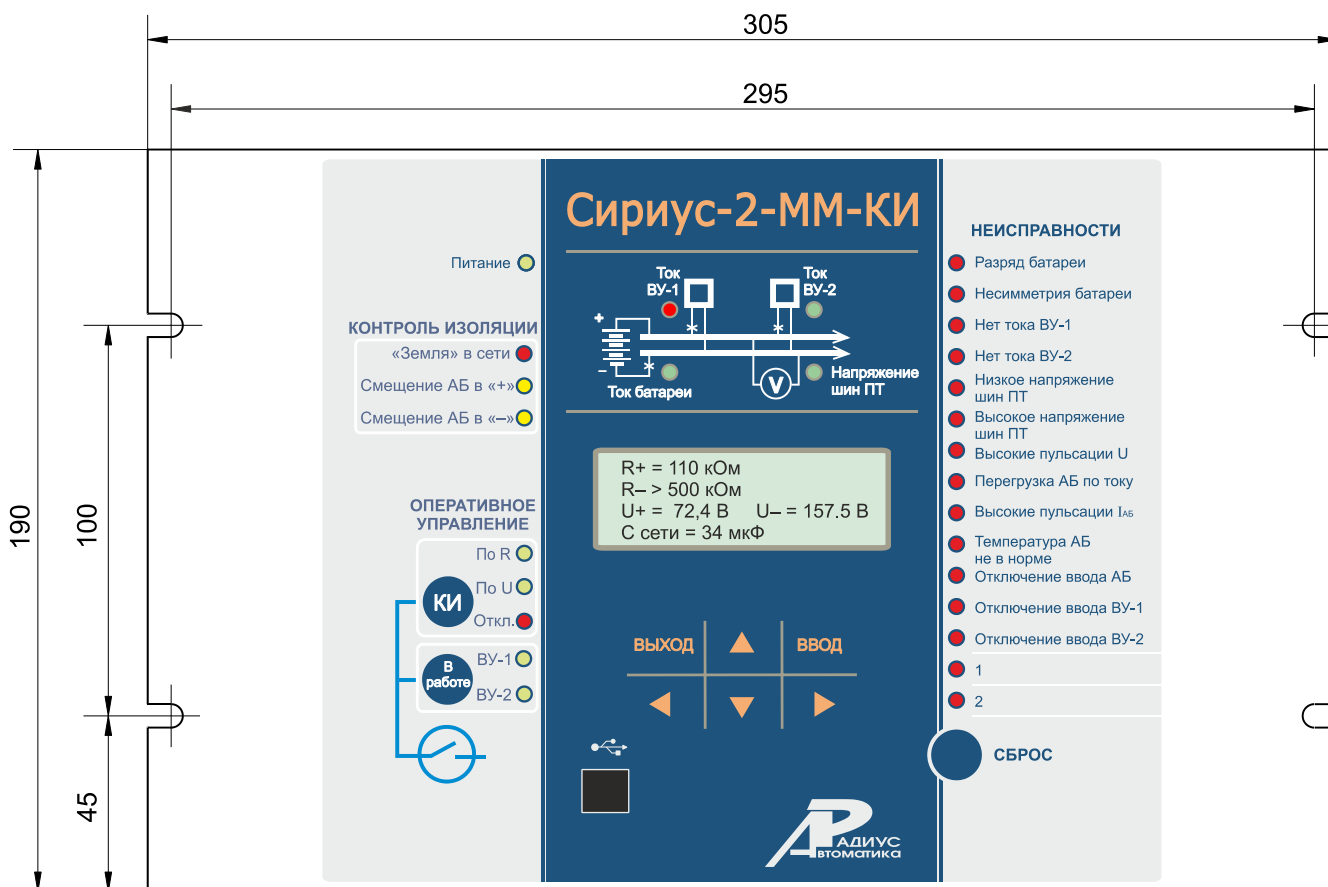 305
295
190
100
45
Сириус-2-ММ-КИ
Питание
КОНТРОЛЬ ИЗОЛЯЦИИ
«Земля» в сети
Смещение АБ в «+»
Смещение АБ в «–»
ОПЕРАТИВНОЕ
УПРАВЛЕНИЕ
По R
По U
Откл.
КИ
ВУ-1
ВУ-2
В
работе
Ток
ВУ-1
Ток
ВУ-2
+
–
Ток батареи
V
Напряжение
шин ПТ
R+ = 110 кОм
R– > 500 кОм
U+ = 72,4 В U– = 157.5 В
С сети = 34 мкФ
ВЫХОД
ВВОД
РАДИУС
Автоматика
НЕИСПРАВНОСТИ
Разряд батареи
Несимметрия батареи
Нет тока ВУ-1
Нет тока ВУ-2
Низкое напряжение
шин ПТ
Высокое напряжение
шин ПТ
Высокие пульсации U
Перегрузка АБ по току
Высокие пульсации IАБ
Температура АБ
не в норме
Отключение ввода АБ
Отключение ввода ВУ-1
Отключение ввода ВУ-2
1
2
СБРОС